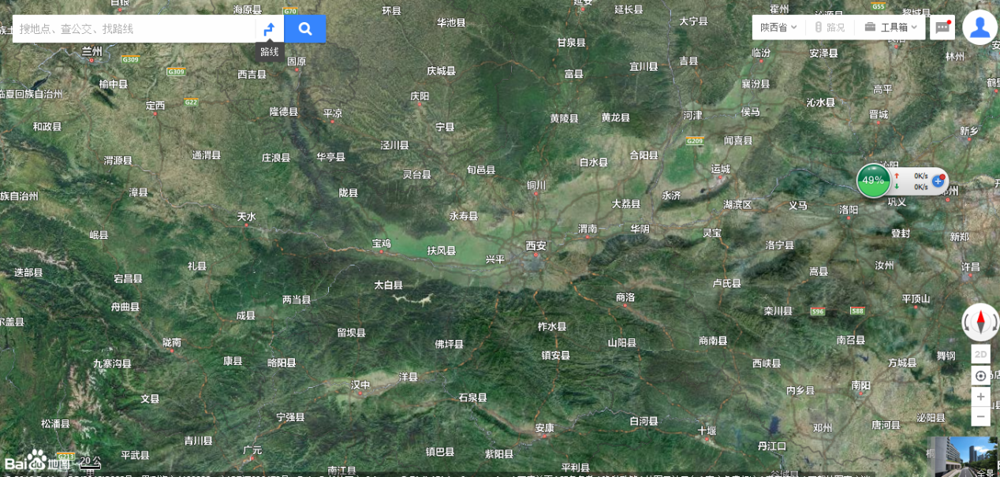 海原县
G70
环县
华池县
延安
延长县
大宁县
霍州
G55
黎城县
搜地点、查公交、找路线
路线
陕西省
路况
工具箱
兰州
G309
G309
固原
西吉县
庆城县
甘泉县
富县
宜川县
吉县
临汾
安泽县
林州
榆中县
临夏回族自治州
定西
G22
庆阳
襄汾县
高平
沁水县
和政县
隆德县
平凉
宁县
黄陵县
黄龙县
河津
侯马
晋城
新乡
渭源县
通渭县
庄浪县
华亭县
泾川县
灵台县
旬邑县
白水县
合阳县
G209
闻喜县
运城
沁阳
族自治州
漳县
陇县
铜川
永济
49%
0K/s
0K/s
天水
永寿县
大荔县
湖滨区
义马
洛阳
巩义
岷县
宝鸡
扶风县
兴平
西安
渭南
华阴
灵宝
洛宁县
登封
新郑
迭部县
宕昌县
礼县
太白县
卢氏县
嵩县
汝州
许昌
舟曲县
两当县
成县
商洛
栾川县
S96
S88
平顶山
尔盖县
陇南
留坝县
佛坪县
柞水县
山阳县
商南县
南召县
2D
九寨沟县
康县
略阳县
镇安县
西峡县
方城县
舞钢
文县
汉中
洋县
石泉县
内乡县
南阳
松潘县
宁强县
安康
白河县
十堰
邓州
唐河县
泌阳县
青川县
G213
平武县
广元
镇巴县
紫阳县
丹江口
Bai
地图
20 公
南江县
平利县
全景